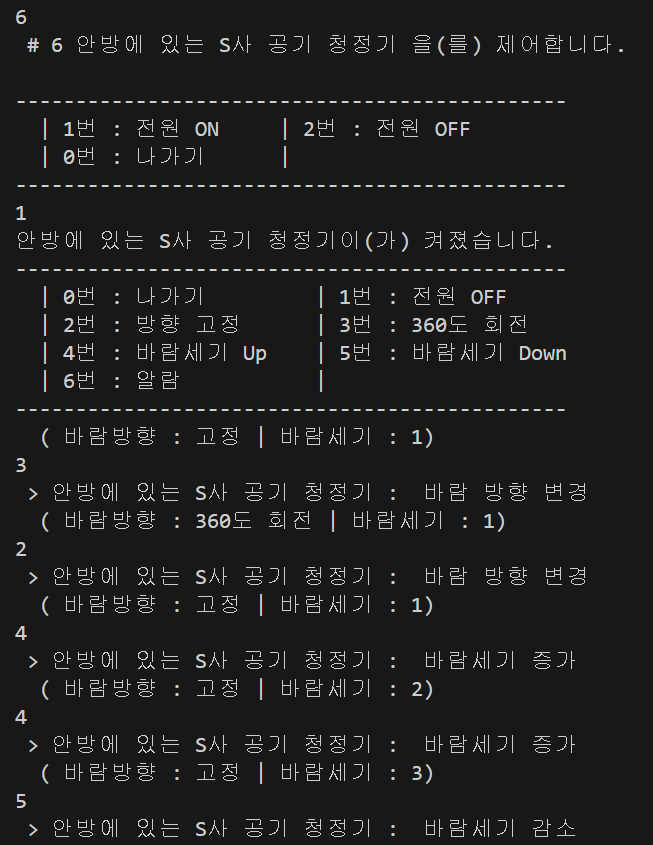 6
# 6 안방에 있는 S사 공기 청정기 을(를) 제어합니다.
----------------------------------------------
| 1번 : 전원 ON | 2번 : 전원 OFF
| 0번 : 나가기 |
----------------------------------------------
1
안방에 있는 S사 공기 청정기이(가) 켜졌습니다.
----------------------------------------------
| 0번 : 나가기 | 1번 : 전원 OFF
| 2번 : 방향 고정 | 3번 : 360도 회전
| 4번 : 바람세기 Up | 5번 : 바람세기 Down
| 6번 : 알람 |
----------------------------------------------
( 바람방향 : 고정 | 바람세기 : 1)
3
> 안방에 있는 S사 공기 청정기 : 바람 방향 변경
( 바람방향 : 360도 회전 | 바람세기 : 1)
2
> 안방에 있는 S사 공기 청정기 : 바람 방향 변경
( 바람방향 : 고정 | 바람세기 : 1)
4
> 안방에 있는 S사 공기 청정기 : 바람세기 증가
( 바람방향 : 고정 | 바람세기 : 2)
4
> 안방에 있는 S사 공기 청정기 : 바람세기 증가
( 바람방향 : 고정 | 바람세기 : 3)
5
> 안방에 있는 S사 공기 청정기 : 바람세기 감소